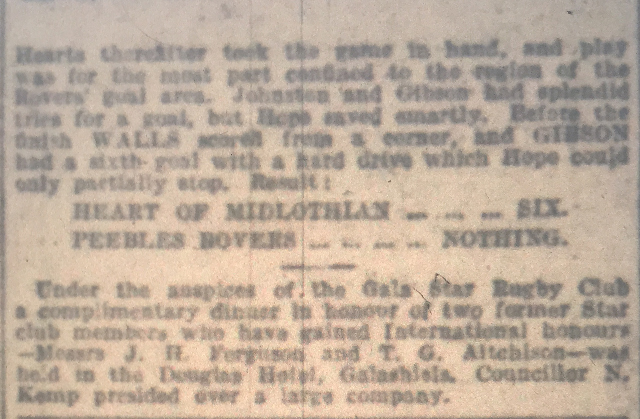 Hearts thereafter took the game in hand, and play
was for the most part confined to the region of the
Rovers' goal area. Johnston and Gibson had splendid
tries for a goal, but Hope saved smartly. Before the
finish WALLS scored from a corner, and GIBSON
had a sixth goal with a hard drive which Hope could
only partially stop. Result:
HEART OF MIDLOTHIAN ... ... ... SIX.
PEEBLES ROVERS ... ... ... ... NOTHING.
Under the auspices of the Gala Star Rugby Club
a complimentary dinner in honour of two former Star
club members who have gained International honours
—Messrs J. H. Ferguson and T. G. Aitchison—was
held in the Douglas Hotel, Galashiels. Councillor N.
Kemp presided over a large company.